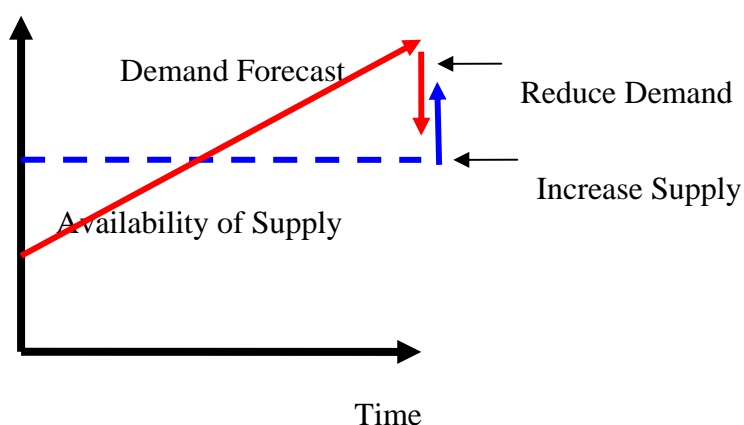 Demand Forecast
Reduce Demand
Increase Supply
Availability of Supply
Time